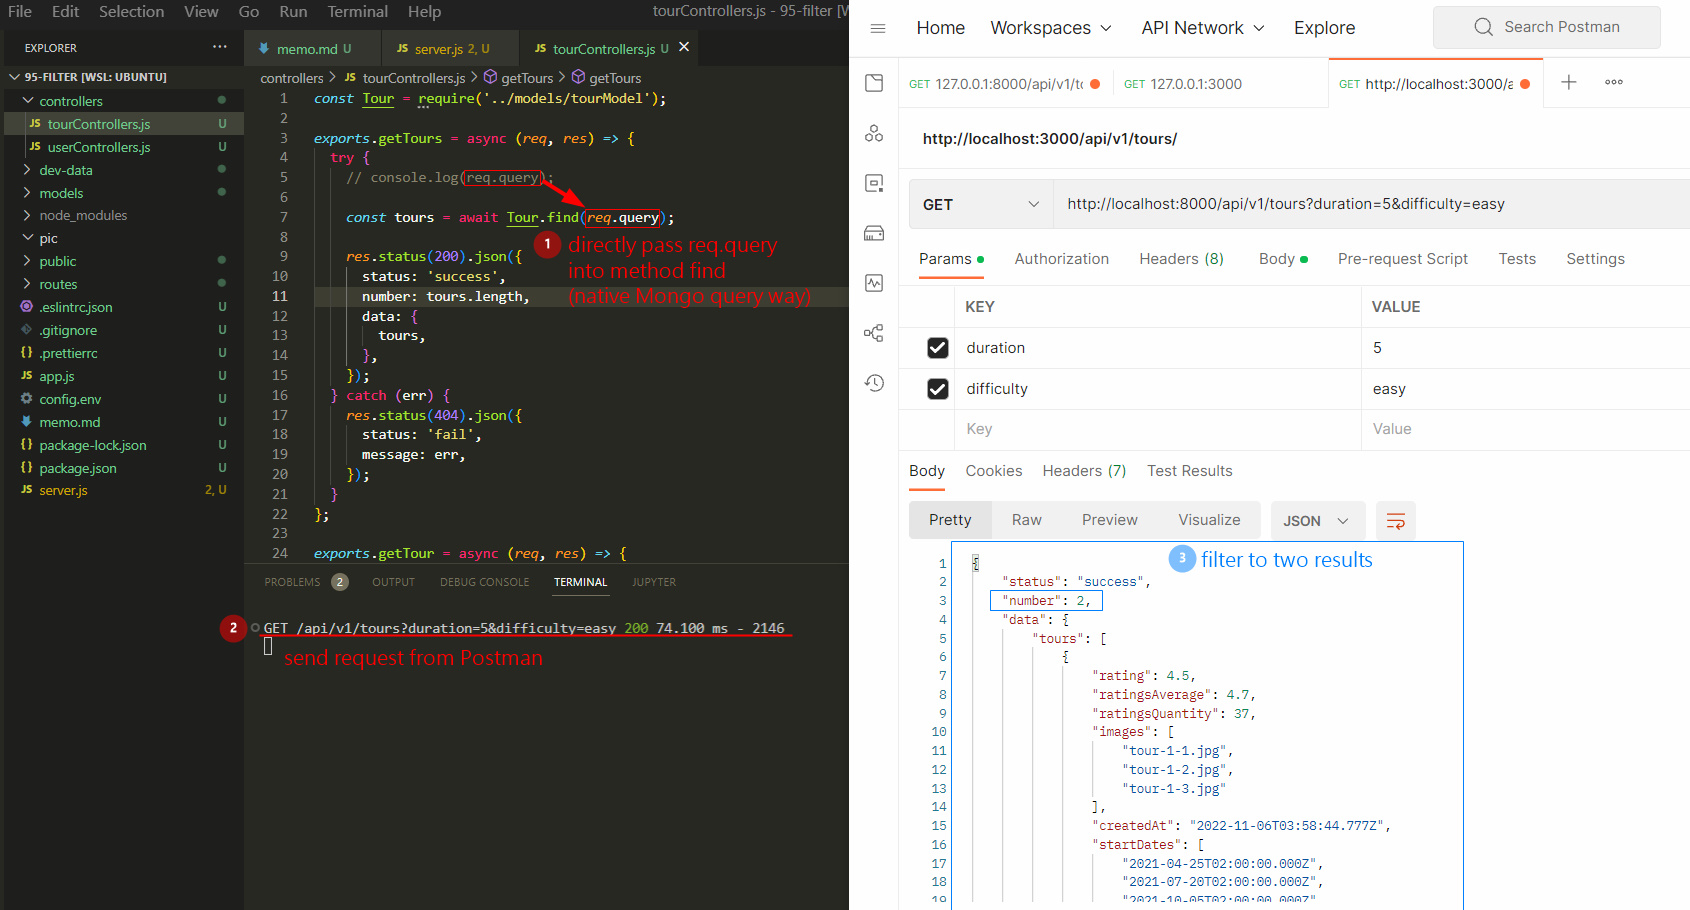 File Edit Selection View Go Run Terminal Help tourControllers.js - 95-filter [W
EXPLORER ···
95-FILTER [WSL: UBUNTU]
controllers
JS tourControllers.js U
JS userControllers.js U
dev-data
models
node_modules
pic
public
routes
.eslintrc.json U
.gitignore U
{} .prettierrc U
JS app.js U
config.env U
memo.md U
{} package-lock.json U
{} package.json U
JS server.js 2, U
memo.md U
JS server.js 2, U
JS tourControllers.js U ×
controllers > JS tourControllers.js > getTours > getTours
1 const Tour = require('../models/tourModel');
2
3 exports.getTours = async (req, res) => {
4 try {
5 // console.log(req.query);
6
7 const tours = await Tour.find(req.query);
8
9 res.status(200).json({
10 status: 'success',
11 number: tours.length,
12 data: {
13 tours,
14 },
15 });
16 } catch (err) {
17 res.status(404).json({
18 status: 'fail',
19 message: err,
20 });
21 }
22 };
23
24 exports.getTour = async (req, res) => {
1 directly pass req.query
into method find
(native Mongo query way)
PROBLEMS 2 OUTPUT DEBUG CONSOLE TERMINAL JUPYTER
2 GET /api/v1/tours?duration=5&difficulty=easy 200 74.100 ms - 2146
send request from Postman
Home Workspaces API Network Explore Search Postman
GET 127.0.0.1:8000/api/v1/to
GET 127.0.0.1:3000
GET http://localhost:3000/a
http://localhost:3000/api/v1/tours/
GET http://localhost:8000/api/v1/tours?duration=5&difficulty=easy
Params Authorization Headers (8) Body Pre-request Script Tests Settings
KEY VALUE
duration 5
difficulty easy
Key Value
Body Cookies Headers (7) Test Results
Pretty Raw Preview Visualize JSON
3 filter to two results
1 {
2 "status": "success",
3 "number": 2,
4 "data": {
5 "tours": [
6 {
7 "rating": 4.5,
8 "ratingsAverage": 4.7,
9 "ratingsQuantity": 37,
10 "images": [
11 "tour-1-1.jpg",
12 "tour-1-2.jpg",
13 "tour-1-3.jpg"
14 ],
15 "createdAt": "2022-11-06T03:58:44.777Z",
16 "startDates": [
17 "2021-04-25T02:00:00.000Z",
18 "2021-07-20T02:00:00.000Z",
19 "2021-10-05T02:00:00.000Z"